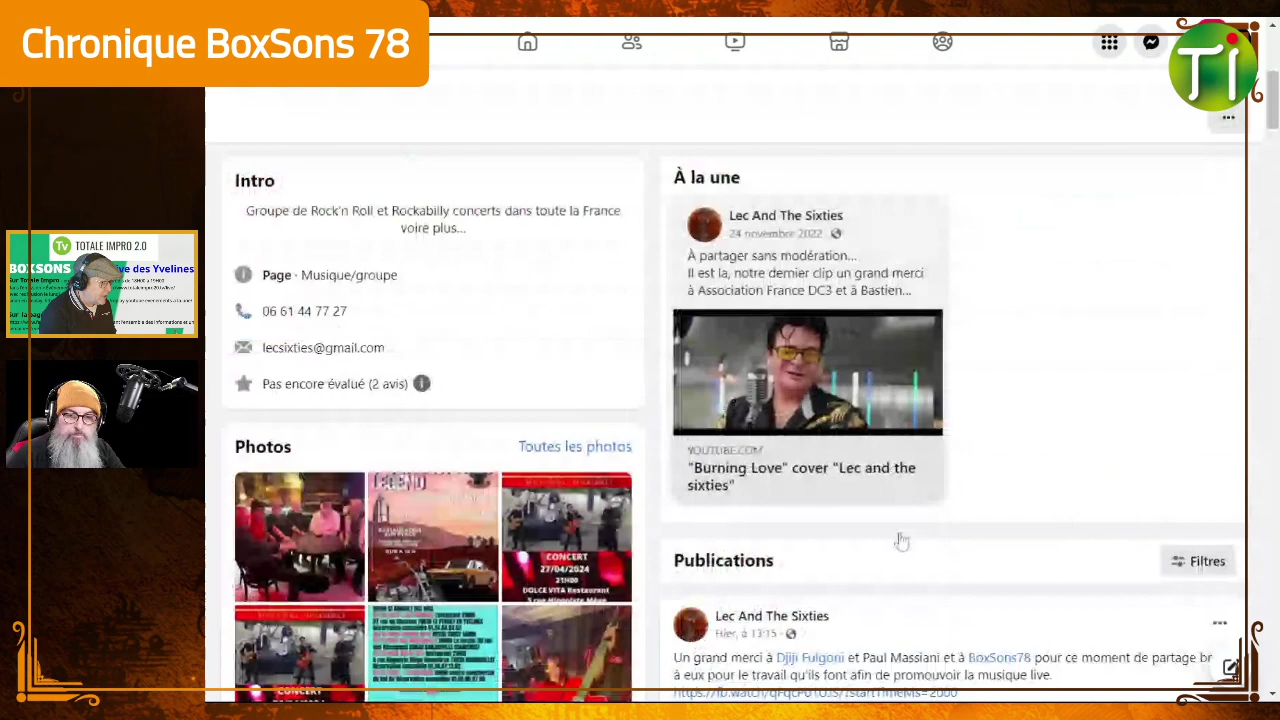 Chronique BoxSons 78
Ti
Tv TOTALE IMPRO 2.0
BOXSONS
des Yvelines
Intro
Groupe de Rock'n Roll et Rockabilly concerts dans toute la France
voire plus...
Page · Musique/groupe
06 61 44 77 27
lecsixties@gmail.com
Pas encore évalué (2 avis)
Photos
Toutes les photos
LEGEND
CONCERT
27/04/2024
21H00
DOLCE VITA Restaurant
CONCERT
À la une
Lec And The Sixties
24 novembre 2022
À partager sans modération...
Il est la, notre dernier clip un grand merci
à Association France DC3 et à Bastien...
YOUTUBE.COM
"Burning Love" cover "Lec and the
sixties"
Publications
Filtres
Lec And The Sixties
Hier, à 13:15
Un grand merci à Djiji Fulgoni et Paul Massiani et à BoxSons78 pour ce moment de partage
à eux pour le travail qu'ils font afin de promouvoir la musique live.